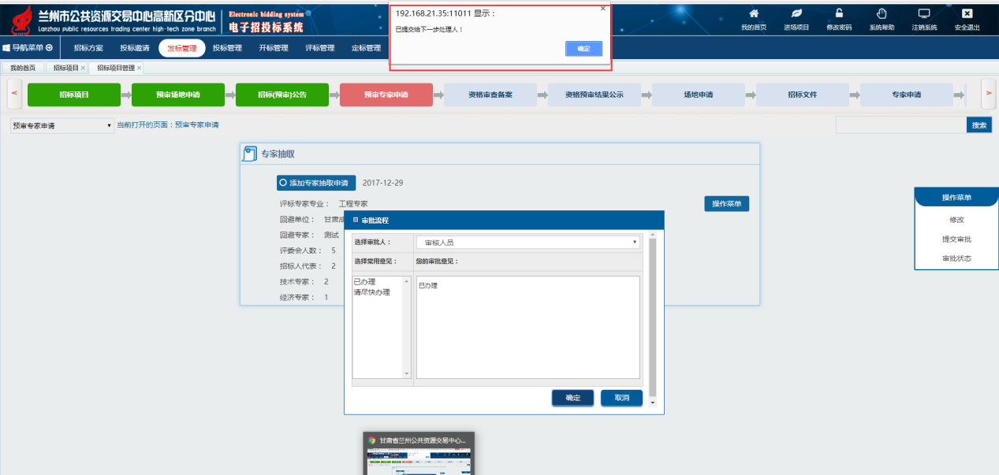 兰州市公共资源交易中心高新区分中心
Lanzhou public resources trading center high-tech zone branch
Electronic bidding system
电子招投标系统
192.168.21.35:11011 显示：
已提交给下一步处理人！
确定
我的首页 进场项目 修改密码 系统帮助 注销系统 安全退出
导航菜单 招标方案 投标邀请 发标管理 投标管理 开标管理 评标管理 定标管理
我的首页 招标项目 招标项目管理
< 招标项目 预审场地申请 招标(预审)公告 预审专家申请 资格审查备案 资格预审结果公示 场地申请 招标文件 专家申请 >
预审专家申请 当前打开的页面：预审专家申请 搜索
专家抽取
添加专家抽取申请 2017-12-29
评标专家专业： 工程专家 操作菜单
回避单位： 甘肃成
回避专家： 测试
评委会人数： 5
招标人代表： 2
技术专家： 2
经济专家： 1
审批流程
选择审批人： 审核人员
选择常用意见： 您的审批意见：
已办理
请尽快办理
已办理
确定 取消
操作菜单
修改
提交审批
审批状态
甘肃省兰州公共资源交易中心...